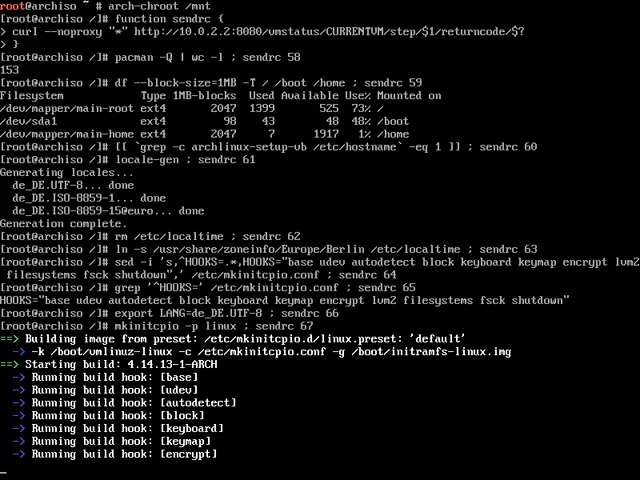 root@archiso ~ # arch-chroot /mnt
[root@archiso /]# function sendrc {
> curl --noproxy "*" http://10.0.2.2:8080/vmstatus/CURRENTVM/step/$1/returncode/$?
> }
[root@archiso /]# pacman -Q | wc -l ; sendrc 58
153
[root@archiso /]# df --block-size=1MB -T / /boot /home ; sendrc 59
Filesystem            Type 1MB-blocks  Used Available Use% Mounted on
/dev/mapper/main-root ext4       2047  1399       525  73% /
/dev/sda1             ext4         98    43        48  48% /boot
/dev/mapper/main-home ext4       2047     7      1917   1% /home
[root@archiso /]# [[ `grep -c archlinux-setup-vb /etc/hostname` -eq 1 ]] ; sendrc 60
[root@archiso /]# locale-gen ; sendrc 61
Generating locales...
  de_DE.UTF-8... done
  de_DE.ISO-8859-1... done
  de_DE.ISO-8859-15@euro... done
Generation complete.
[root@archiso /]# rm /etc/localtime ; sendrc 62
[root@archiso /]# ln -s /usr/share/zoneinfo/Europe/Berlin /etc/localtime ; sendrc 63
[root@archiso /]# sed -i 's,^HOOKS=.*,HOOKS="base udev autodetect block keyboard keymap encrypt lvm2
 filesystems fsck shutdown",' /etc/mkinitcpio.conf ; sendrc 64
[root@archiso /]# grep '^HOOKS=' /etc/mkinitcpio.conf ; sendrc 65
HOOKS="base udev autodetect block keyboard keymap encrypt lvm2 filesystems fsck shutdown"
[root@archiso /]# export LANG=de_DE.UTF-8 ; sendrc 66
[root@archiso /]# mkinitcpio -p linux ; sendrc 67
==> Building image from preset: /etc/mkinitcpio.d/linux.preset: 'default'
  -> -k /boot/vmlinuz-linux -c /etc/mkinitcpio.conf -g /boot/initramfs-linux.img
==> Starting build: 4.14.13-1-ARCH
  -> Running build hook: [base]
  -> Running build hook: [udev]
  -> Running build hook: [autodetect]
  -> Running build hook: [block]
  -> Running build hook: [keyboard]
  -> Running build hook: [keymap]
  -> Running build hook: [encrypt]
_